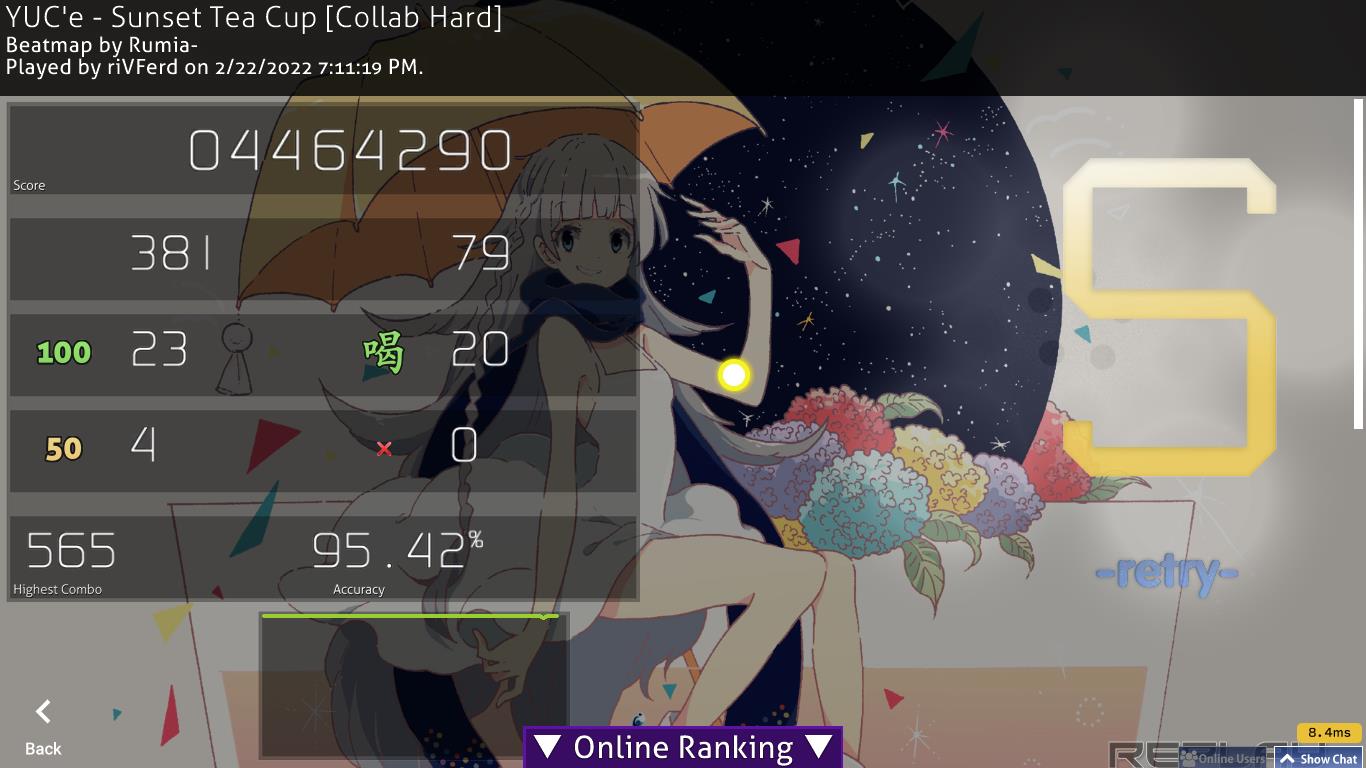 YUC'e - Sunset Tea Cup [Collab Hard]
Beatmap by Rumia-
Played by riVFerd on 2/22/2022 7:11:19 PM.
04464290
Score
381 79
100 23 喝 20
50 4 × 0
565 95.42%
Highest Combo Accuracy
-retry-
Back
Online Ranking
8.4ms
REPLAY
Online Users Show Chat